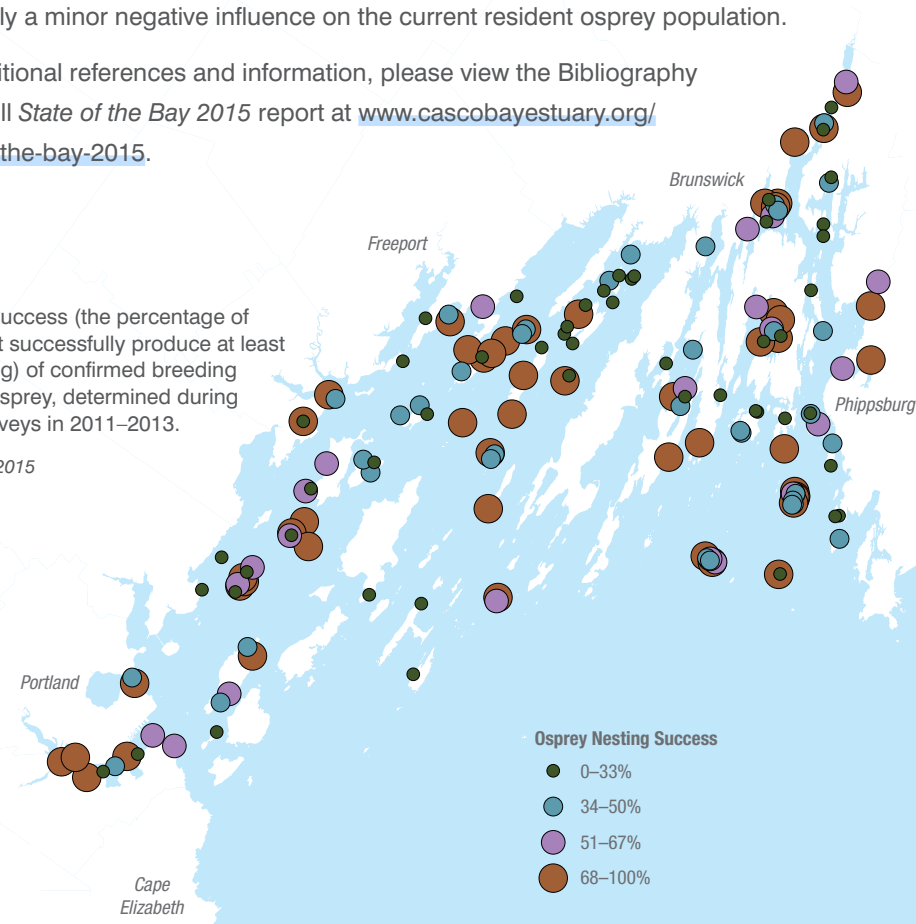 ly a minor negative influence on the current resident osprey population.
itional references and information, please view the Bibliography
ll State of the Bay 2015 report at www.cascobayestuary.org/
the-bay-2015.
Brunswick
Freeport
uccess (the percentage of
t successfully produce at least
g) of confirmed breeding
sprey, determined during
veys in 2011–2013.
2015
Phippsburg
Portland
Osprey Nesting Success
0–33%
34–50%
51–67%
68–100%
Cape
Elizabeth